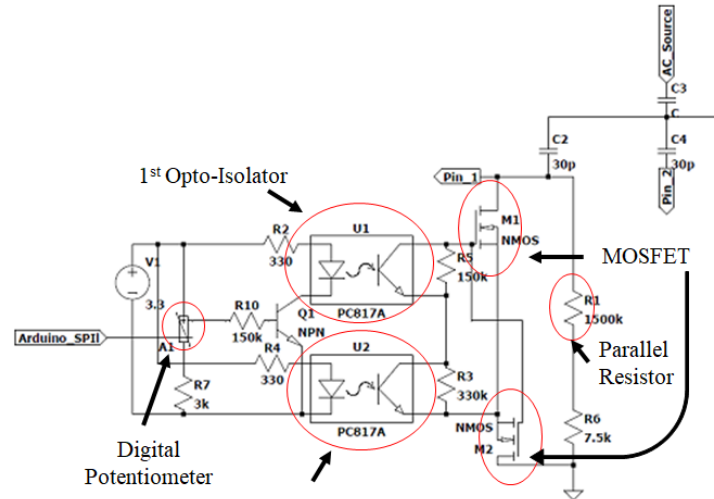 AC_Source
C3
C
C2
30p
C4
30p
Pin_1
Pin_2
1st Opto-Isolator
M1
NMOS
MOSFET
R2
330
U1
R5
150k
V1
3.3
R10
150k
Q1
NPN
PC817A
R1
1500k
Arduino_SPII
A1
R4
330
U2
R3
330k
Parallel
Resistor
R7
3k
PC817A
NMOS
M2
R6
7.5k
Digital
Potentiometer